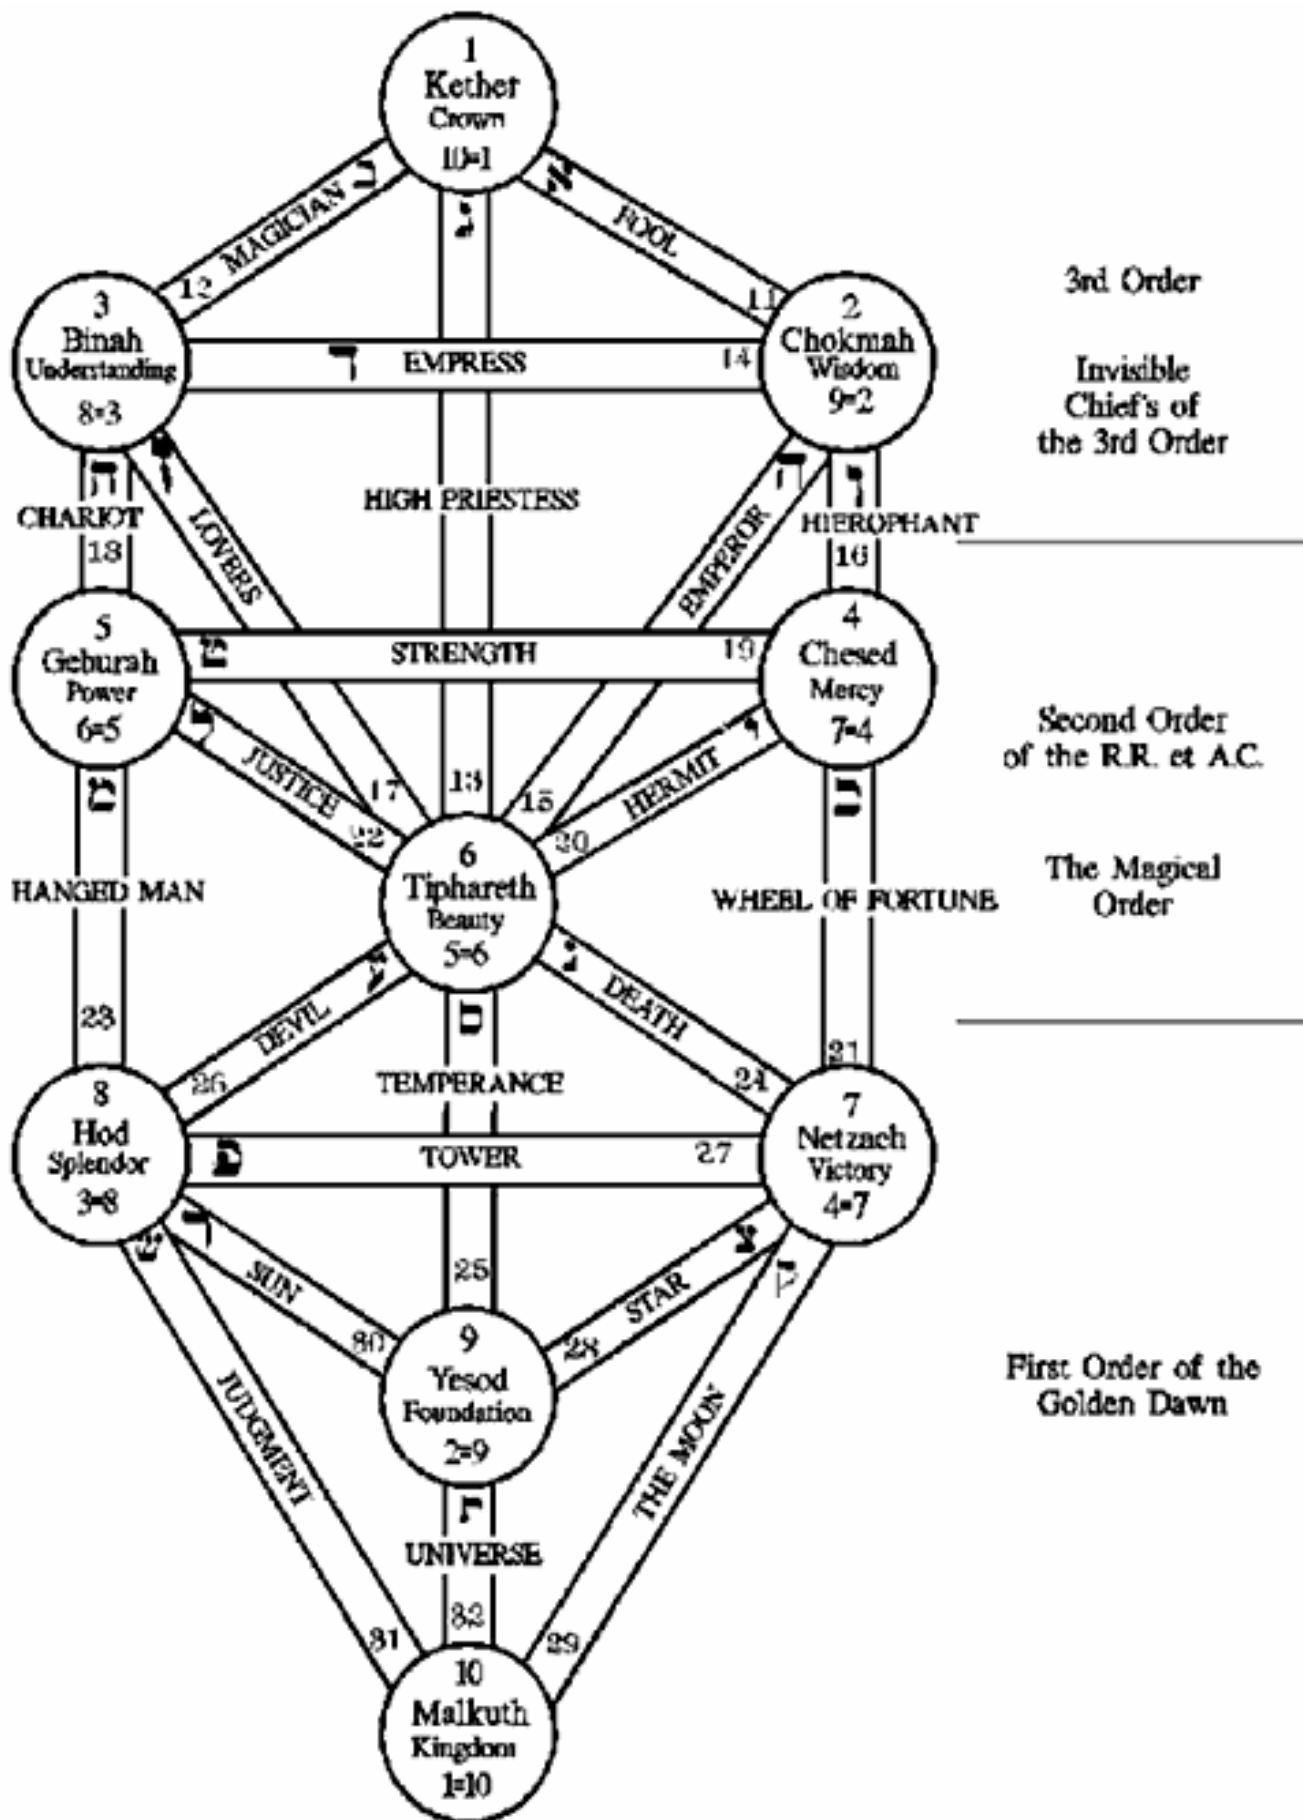 1
Kether
Crown
10=1
MAGICIAN
12
FOOL
11
3rd Order
3
Binah
Understanding
8=3
ד
EMPRESS
14
2
Chokmah
Wisdom
9=2
Invisible
Chiefs of
the 3rd Order
CHARIOT
18
LOVERS
17
HIGH PRIESTESS
13
EMPEROR
15
HIEROPHANT
16
5
Geburah
Power
6=5
STRENGTH
19
4
Chesed
Mercy
7=4
JUSTICE
22
HERMIT
י
20
Second Order
of the R.R. et A.C.
HANGED MAN
23
6
Tiphareth
Beauty
5=6
WHEEL OF FORTUNE
21
The Magical
Order
DEVIL
26
TEMPERANCE
25
נ
DEATH
24
8
Hod
Splendor
3=8
פ
TOWER
27
7
Netzach
Victory
4=7
ש
JUDGMENT
31
SUN
30
9
Yesod
Foundation
2=9
צ
STAR
28
ק
THE MOON
29
First Order of the
Golden Dawn
ת
UNIVERSE
32
10
Malkuth
Kingdom
1=10